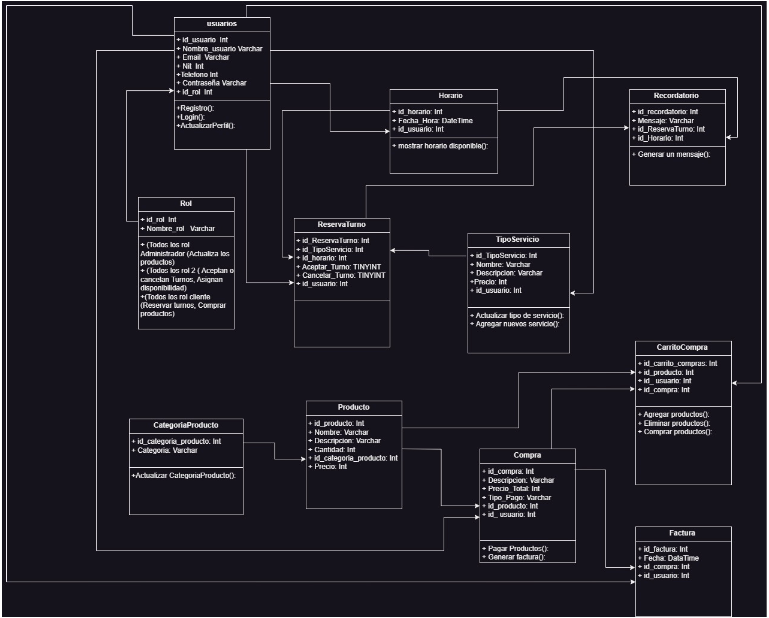 usuarios
+ id_usuario Int
+ Nombre_usuario Varchar
+ Email Varchar
+ Nit Int
+Telefono Int
+ Contraseña Varchar
+ id_rol Int
+Registro():
+Login():
+ActualizarPerfil():
Horario
+ id_horario: Int
+ Fecha_Hora: DateTime
+ id_usuario: Int
+ mostrar horario disponible():
Recordatorio
+ id_recordatorio: Int
+ Mensaje: Varchar
+ id_ReservaTurno: Int
+ id_Horario: Int
+ Generar un mensaje():
Rol
+ id_rol Int
+ Nombre_rol Varchar
+ (Todos los rol
Administrador (Actualiza los
productos)
+ (Todos los rol 2 ( Aceptan o
cancelan Turnos, Asignan
disponibilidad)
+(Todos los rol cliente
(Reservar turnos, Comprar
productos)
ReservaTurno
+ id_ReservaTurno: Int
+ id_TipoServicio: Int
+ id_horario: Int
+ Aceptar_Turno: TINYINT
+ Cancelar_Turno: TINYINT
+ id_usuario: Int
TipoServicio
+ id_TipoServicio: Int
+ Nombre: Varchar
+ Descripcion: Varchar
+Precio: Int
+ id_usuario: Int
+ Actualizar tipo de servicio():
+ Agregar nuevos servicio():
CarritoCompra
+ id_carrito_compras: Int
+ id_producto: Int
+ id_ usuario: Int
+ id_compra: Int
+ Agregar productos():
+ Eliminar productos():
+ Comprar productos():
CategoriaProducto
+ id_categoria_producto: Int
+ Categoria: Varchar
+Actualizar CategoriaProducto():
Producto
+ id_producto: Int
+ Nombre: Varchar
+ Descripcion: Varchar
+ Cantidad: Int
+ id_categoria_producto: Int
+ Precio: Int
Compra
+ id_compra: Int
+ Descripcion: Varchar
+ Precio_Total: Int
+ Tipo_Pago: Varchar
+ id_producto: Int
+ id_ usuario: Int
+ Pagar Productos():
+ Generar factura():
Factura
+ id_factura: Int
+ Fecha: DataTime
+ id_compra: Int
+ id_usuario: Int